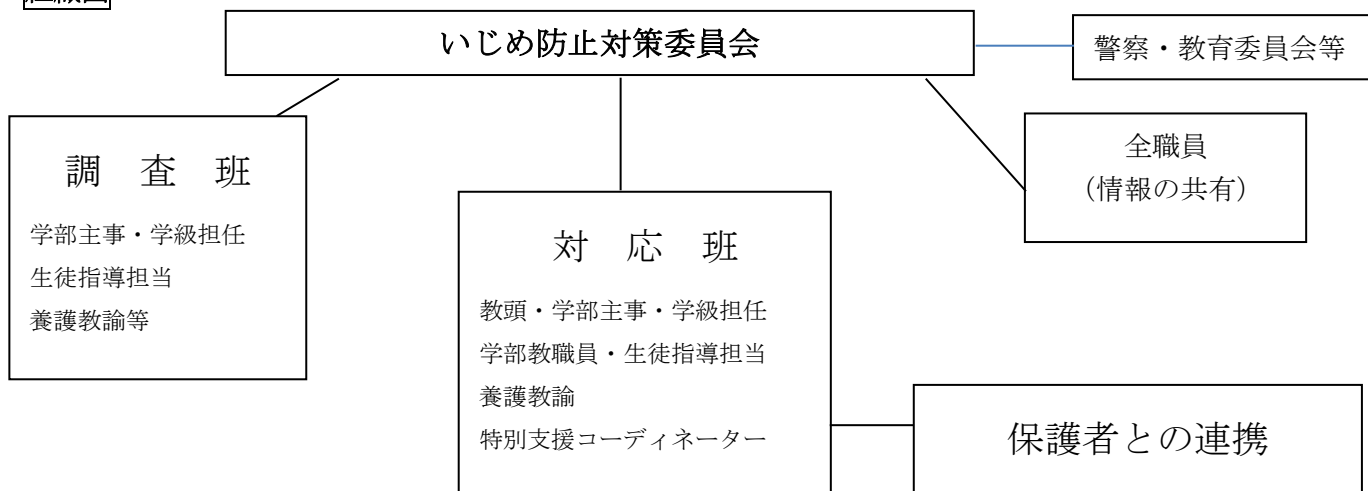 いじめ防止対策委員会
警察・教育委員会等
調 査 班
学部主事・学級担任
生徒指導担当
養護教諭等
対 応 班
教頭・学部主事・学級担任
学部教職員・生徒指導担当
養護教諭
特別支援コーディネーター
全職員
（情報の共有）
保護者との連携